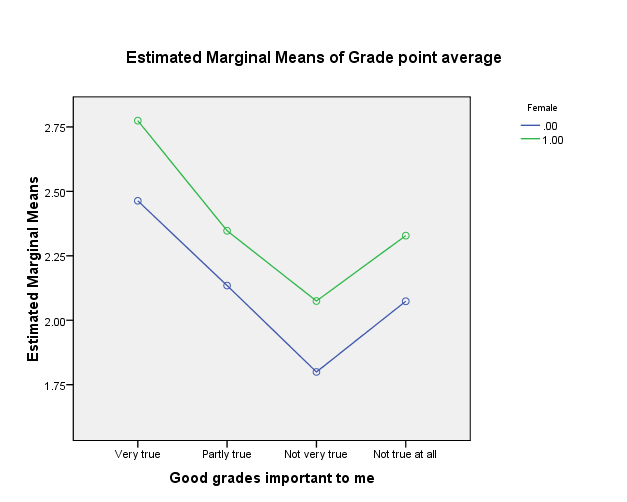 Estimated Marginal Means of Grade point average
Female
.00
1.00
Estimated Marginal Means
2.75
2.50
2.25
2.00
1.75
Very true
Partly true
Not very true
Not true at all
Good grades important to me